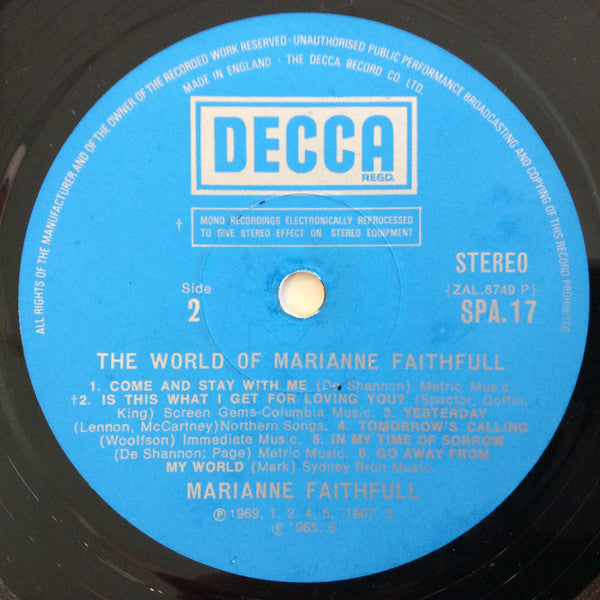 ALL RIGHTS OF THE MANUFACTURER AND OF THE OWNER OF THE RECORDED WORK RESERVED · UNAUTHORISED PUBLIC PERFORMANCE BROADCASTING AND COPYING OF THIS RECORD PROHIBITED
MADE IN ENGLAND · THE DECCA RECORD CO. LTD.
DECCA
REGD.
† MONO RECORDINGS ELECTRONICALLY REPROCESSED
TO GIVE STEREO EFFECT ON STEREO EQUIPMENT
STEREO
Side
2
(ZAL.8749 P)
SPA.17
THE WORLD OF MARIANNE FAITHFULL
1. COME AND STAY WITH ME (De Shannon) Metric Music.
†2. IS THIS WHAT I GET FOR LOVING YOU? (Spector, Goffin,
King) Screen Gems-Columbia Music. 3. YESTERDAY
(Lennon, McCartney) Northern Songs. 4. TOMORROW'S CALLING
(Woolfson) Immediate Music. 5. IN MY TIME OF SORROW
(De Shannon; Page) Metric Music. 6. GO AWAY FROM
MY WORLD (Mark) Sydney Bron Music.
MARIANNE FAITHFULL
℗ 1969. 1. 2. 4. 5. 1967. 3.
℗ 1965. 6.